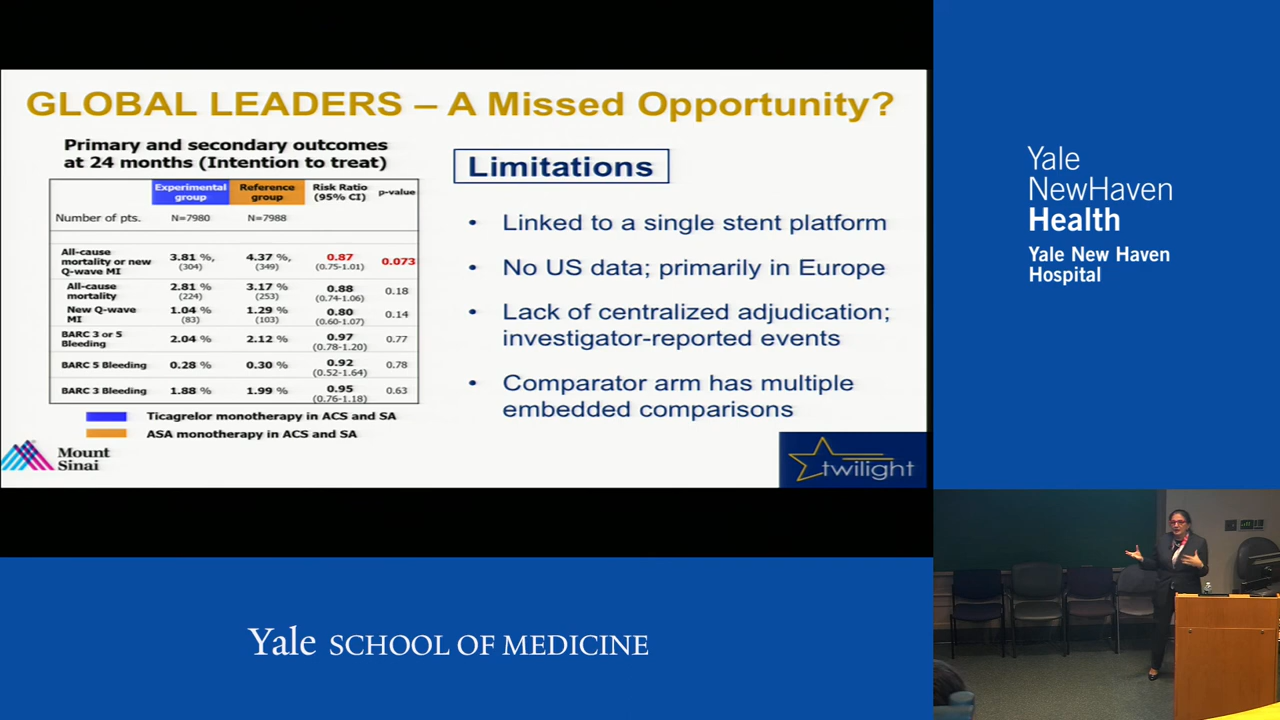 GLOBAL LEADERS – A Missed Opportunity?
Primary and secondary outcomes
at 24 months (Intention to treat)
Experimental group Reference group Risk Ratio (95% CI) p-value
Number of pts. N=7980 N=7988
All-cause mortality or new Q-wave MI 3.81 %, (304) 4.37 %, (349) 0.87 (0.75-1.01) 0.073
All-cause mortality 2.81 % (224) 3.17 % (253) 0.88 (0.74-1.06) 0.18
New Q-wave MI 1.04 % (83) 1.29 % (103) 0.80 (0.60-1.07) 0.14
BARC 3 or 5 Bleeding 2.04 % 2.12 % 0.97 (0.78-1.20) 0.77
BARC 5 Bleeding 0.28 % 0.30 % 0.92 (0.52-1.64) 0.78
BARC 3 Bleeding 1.88 % 1.99 % 0.95 (0.76-1.18) 0.63
Ticagrelor monotherapy in ACS and SA
ASA monotherapy in ACS and SA
Mount
Sinai
Limitations
• Linked to a single stent platform
• No US data; primarily in Europe
• Lack of centralized adjudication;
investigator-reported events
• Comparator arm has multiple
embedded comparisons
twilight
Yale
NewHaven
Health
Yale New Haven
Hospital
Yale SCHOOL OF MEDICINE